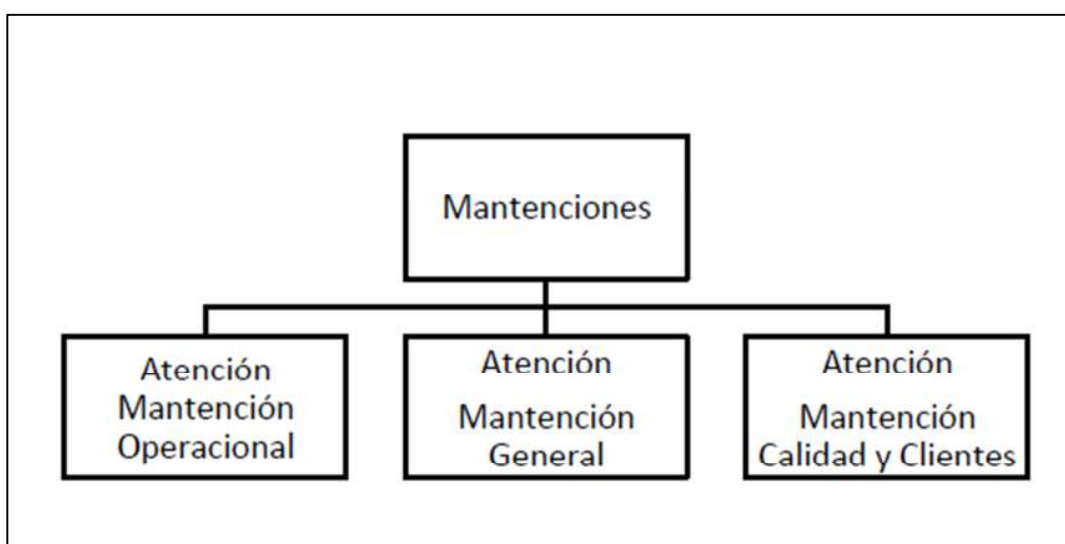 Mantenciones
Atención
Mantención
Operacional
Atención
Mantención
General
Atención
Mantención
Calidad y Clientes